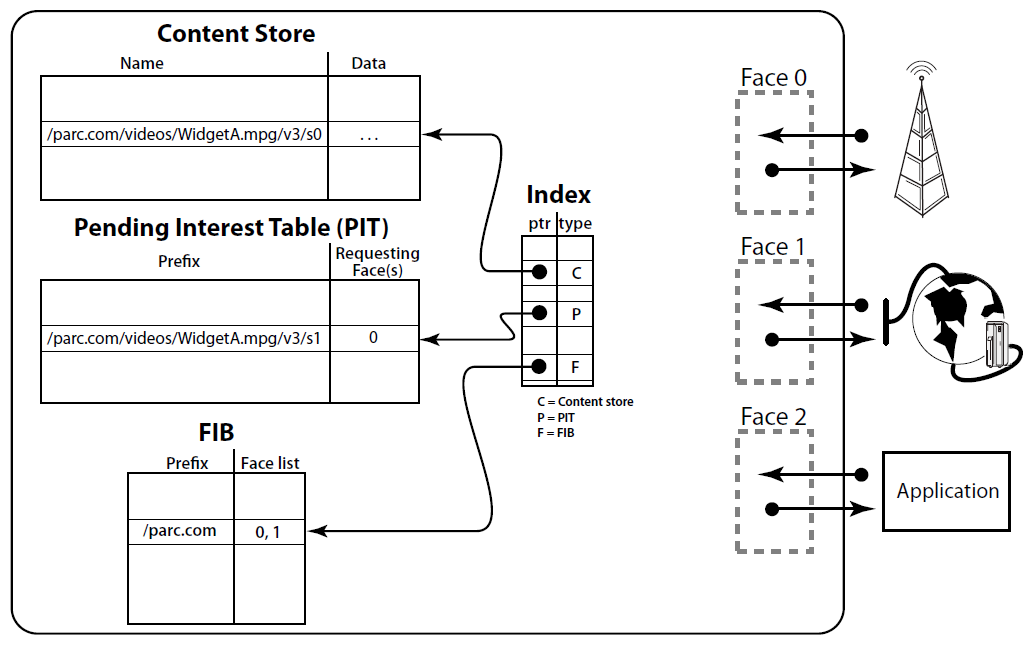 Content Store
Name Data
/parc.com/videos/WidgetA.mpg/v3/s0 . . .
Pending Interest Table (PIT)
Prefix Requesting
Face(s)
/parc.com/videos/WidgetA.mpg/v3/s1 0
FIB
Prefix Face list
/parc.com 0, 1
Index
ptr type
C
P
F
C = Content store
P = PIT
F = FIB
Face 0
Face 1
Face 2
Application